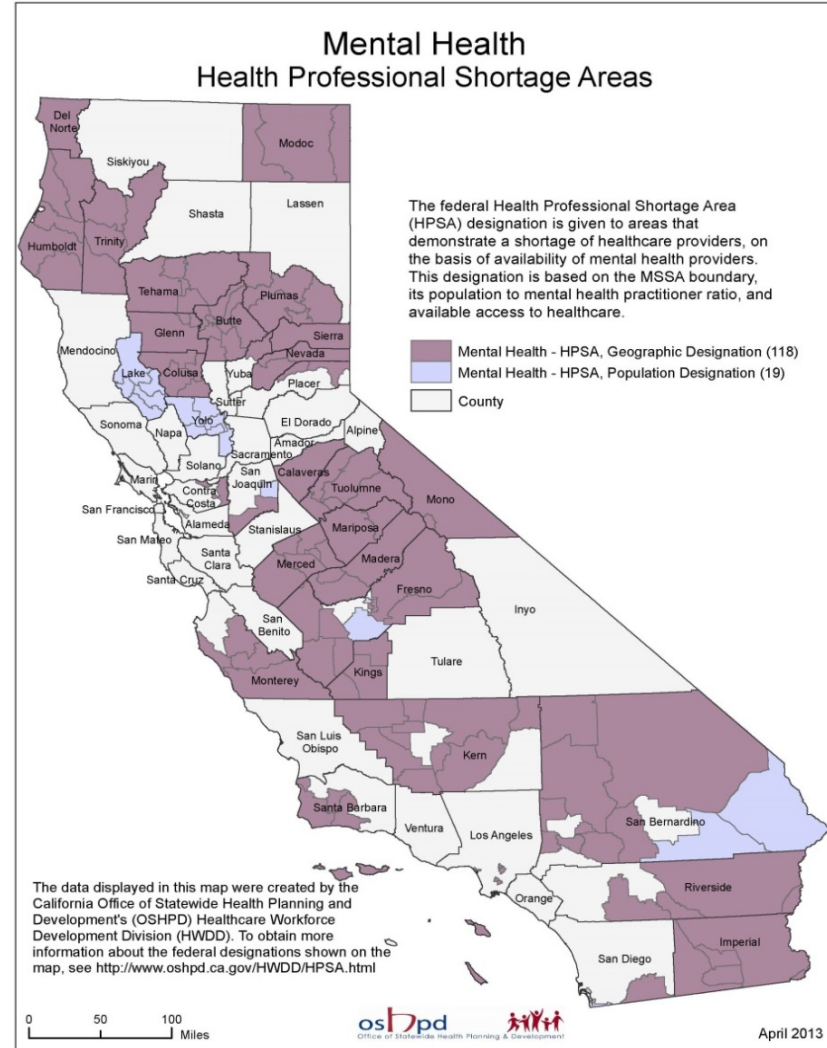 Mental Health
Health Professional Shortage Areas
Del
Norte
Modoc
Siskiyou
Lassen
Shasta
Humboldt
Trinity
The federal Health Professional Shortage Area
(HPSA) designation is given to areas that
demonstrate a shortage of healthcare providers, on
the basis of availability of mental health providers.
This designation is based on the MSSA boundary,
its population to mental health practitioner ratio, and
available access to healthcare.
Mental Health - HPSA, Geographic Designation (118)
Mental Health - HPSA, Population Designation (19)
County
Tehama
Plumas
Butte
Glenn
Sierra
Mendocino
Nevada
Lake
Colusa
Yuba
Placer
Sutter
Yolo
El Dorado
Sonoma
Napa
Alpine
Amador
Sacramento
Solano
San
Joaquin
Calaveras
Marin
Contra
Costa
Tuolumne
Mono
San Francisco
Alameda
Stanislaus
Mariposa
San Mateo
Santa
Clara
Merced
Madera
Santa Cruz
Fresno
Inyo
San
Benito
Tulare
Monterey
Kings
San Luis
Obispo
Kern
Santa Barbara
San Bernardino
Ventura
Los Angeles
Orange
Riverside
Imperial
San Diego
The data displayed in this map were created by the
California Office of Statewide Health Planning and
Development's (OSHPD) Healthcare Workforce
Development Division (HWDD). To obtain more
information about the federal designations shown on the
map, see http://www.oshpd.ca.gov/HWDD/HPSA.html
0 50 100
Miles
oshpd
Office of Statewide Health Planning & Development
April 2013